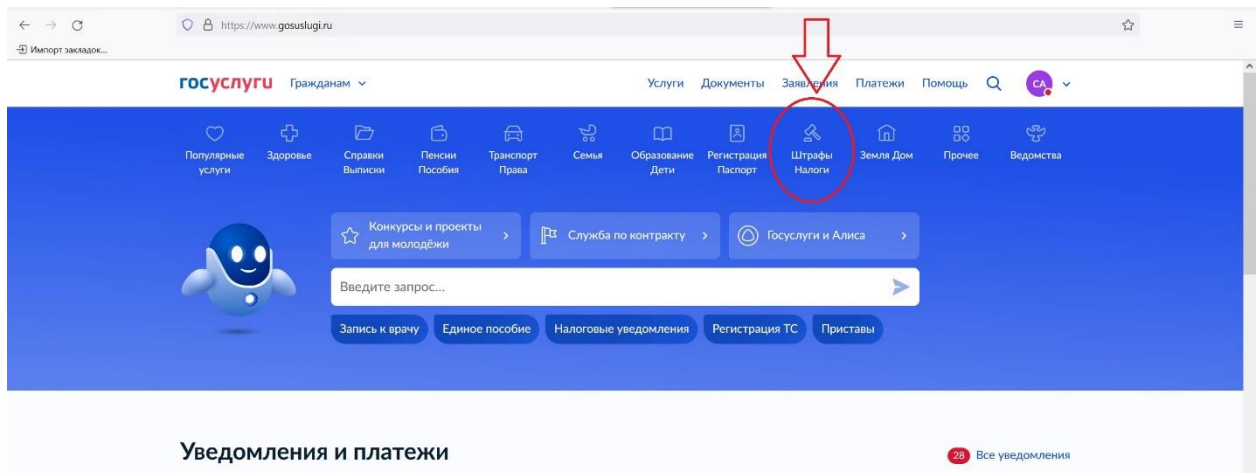 https://www.gosuslugi.ru
Импорт закладок...
госуслуги Гражданам Услуги Документы Заявления Платежи Помощь СА
Популярные услуги
Здоровье
Справки Выписки
Пенсии Пособия
Транспорт Права
Семья
Образование Дети
Регистрация Паспорт
Штрафы Налоги
Земля Дом
Прочее
Ведомства
Конкурсы и проекты
для молодёжи
Служба по контракту
Госуслуги и Алиса
Введите запрос...
Запись к врачу Единое пособие Налоговые уведомления Регистрация ТС Приставы
Уведомления и платежи
28 Все уведомления